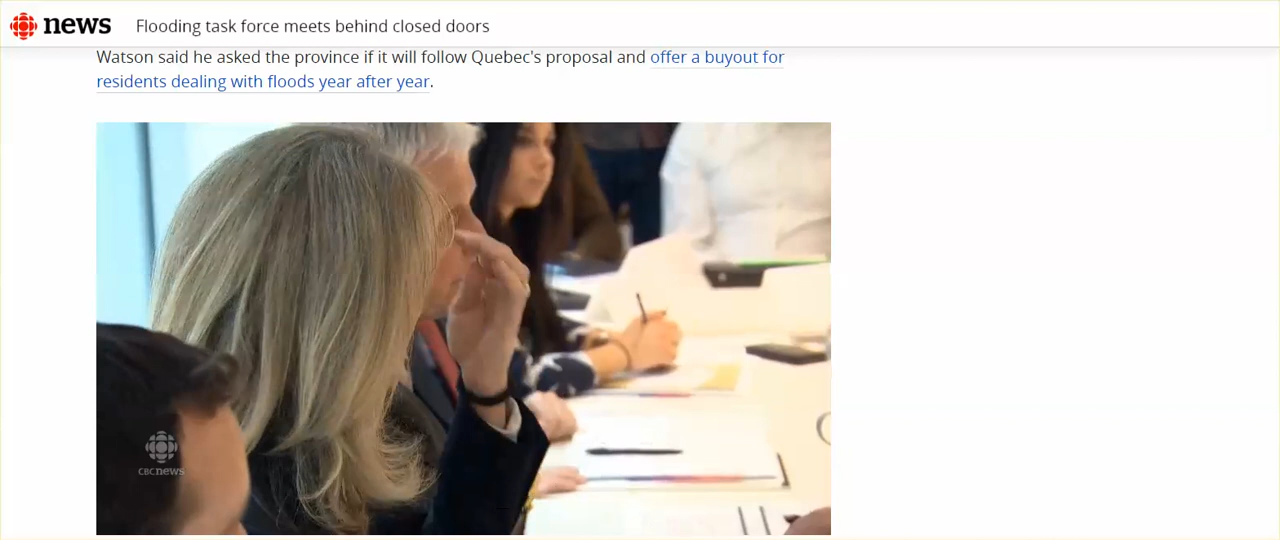 news Flooding task force meets behind closed doors
Watson said he asked the province if it will follow Quebec's proposal and offer a buyout for
residents dealing with floods year after year.
CBCnews